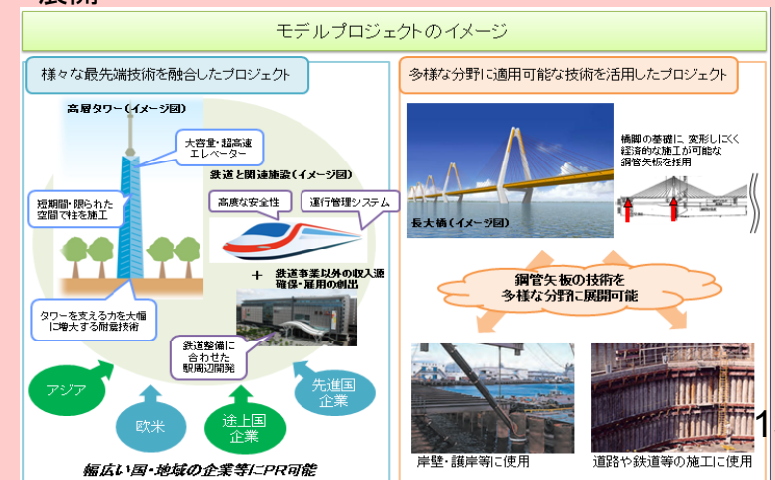 展開
モデルプロジェクトのイメージ
様々な最先端技術を融合したプロジェクト
高層タワー(イメージ図)
大容量・超高速
エレベーター
短期間・限られた
空間で柱を施工
タワーを支える力を大幅
に増大する耐震技術
鉄道と関連施設(イメージ図)
高度な安全性
運行管理システム
+ 鉄道事業以外の収入源
確保・雇用の創出
鉄道整備に
合わせた
駅周辺開発
アジア
欧米
途上国
企業
先進国
企業
幅広い国・地域の企業等にPR可能
多様な分野に適用可能な技術を活用したプロジェクト
長大橋(イメージ図)
橋脚の基礎に、変形しにくく
経済的な施工が可能な
鋼管矢板を採用
鋼管矢板の技術を
多様な分野に展開可能
岸壁・護岸等に使用
道路や鉄道等の施工に使用
1